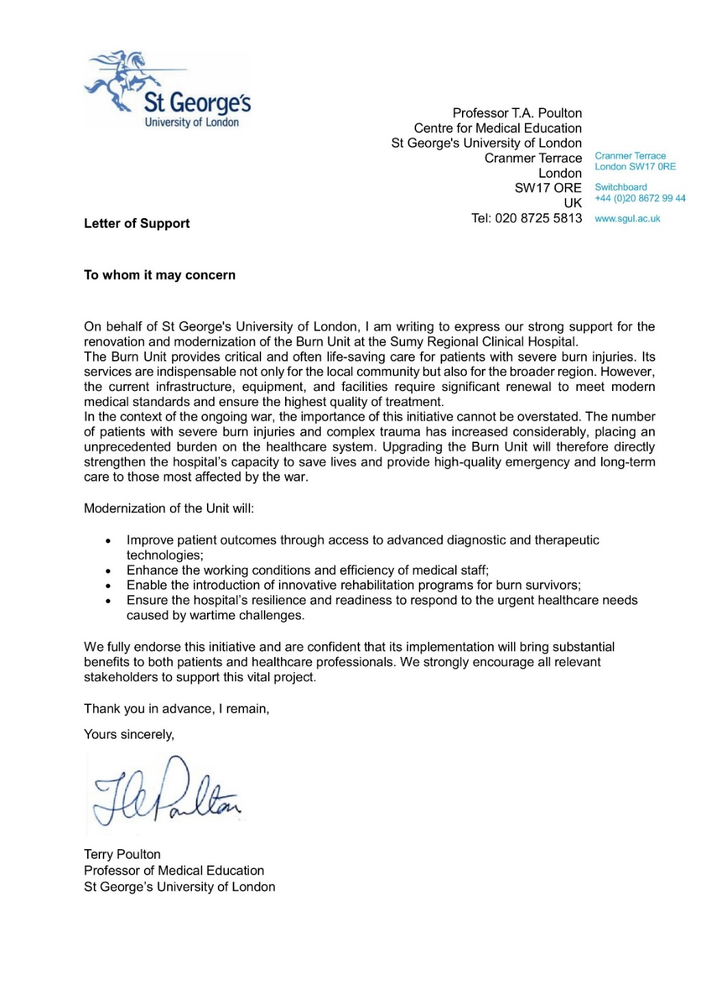 St George's
University of London
Professor T.A. Poulton
Centre for Medical Education
St George's University of London
Cranmer Terrace
London
SW17 ORE
UK
Tel: 020 8725 5813
Cranmer Terrace
London SW17 0RE
Switchboard
+44 (0)20 8672 99 44
www.sgul.ac.uk
Letter of Support
To whom it may concern
On behalf of St George's University of London, I am writing to express our strong support for the
renovation and modernization of the Burn Unit at the Sumy Regional Clinical Hospital.
The Burn Unit provides critical and often life-saving care for patients with severe burn injuries. Its
services are indispensable not only for the local community but also for the broader region. However,
the current infrastructure, equipment, and facilities require significant renewal to meet modern
medical standards and ensure the highest quality of treatment.
In the context of the ongoing war, the importance of this initiative cannot be overstated. The number
of patients with severe burn injuries and complex trauma has increased considerably, placing an
unprecedented burden on the healthcare system. Upgrading the Burn Unit will therefore directly
strengthen the hospital’s capacity to save lives and provide high-quality emergency and long-term
care to those most affected by the war.
Modernization of the Unit will:
• Improve patient outcomes through access to advanced diagnostic and therapeutic
technologies;
• Enhance the working conditions and efficiency of medical staff;
• Enable the introduction of innovative rehabilitation programs for burn survivors;
• Ensure the hospital’s resilience and readiness to respond to the urgent healthcare needs
caused by wartime challenges.
We fully endorse this initiative and are confident that its implementation will bring substantial
benefits to both patients and healthcare professionals. We strongly encourage all relevant
stakeholders to support this vital project.
Thank you in advance, I remain,
Yours sincerely,
TAPoulton
Terry Poulton
Professor of Medical Education
St George’s University of London